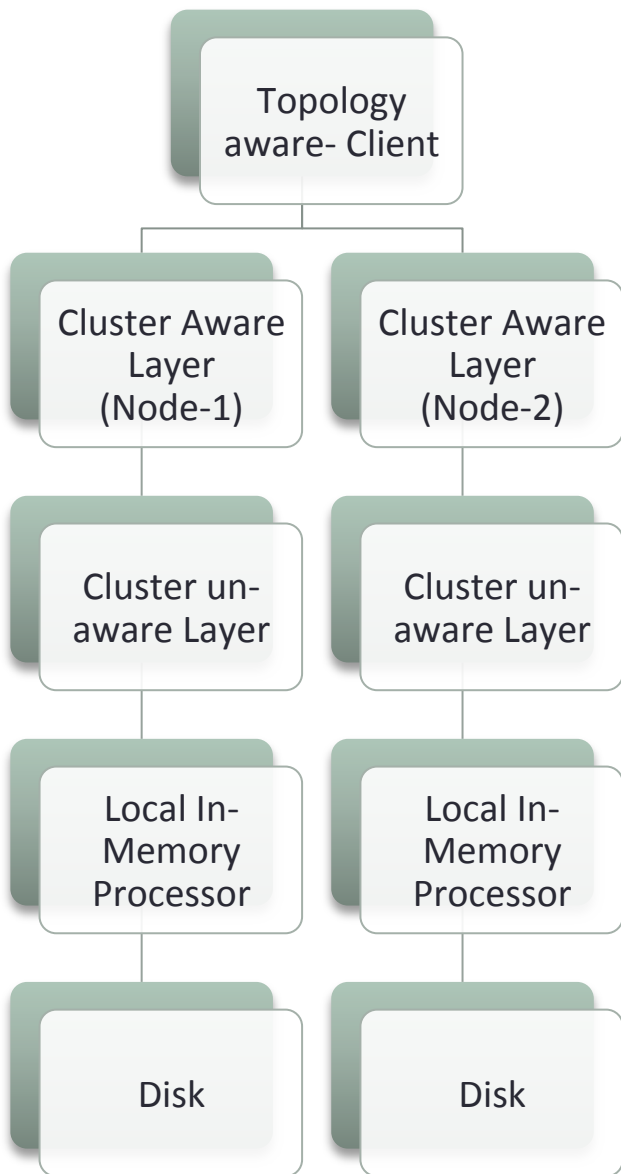 Topology
aware- Client
Cluster Aware
Layer
(Node-1)
Cluster Aware
Layer
(Node-2)
Cluster un-
aware Layer
Cluster un-
aware Layer
Local In-
Memory
Processor
Local In-
Memory
Processor
Disk
Disk